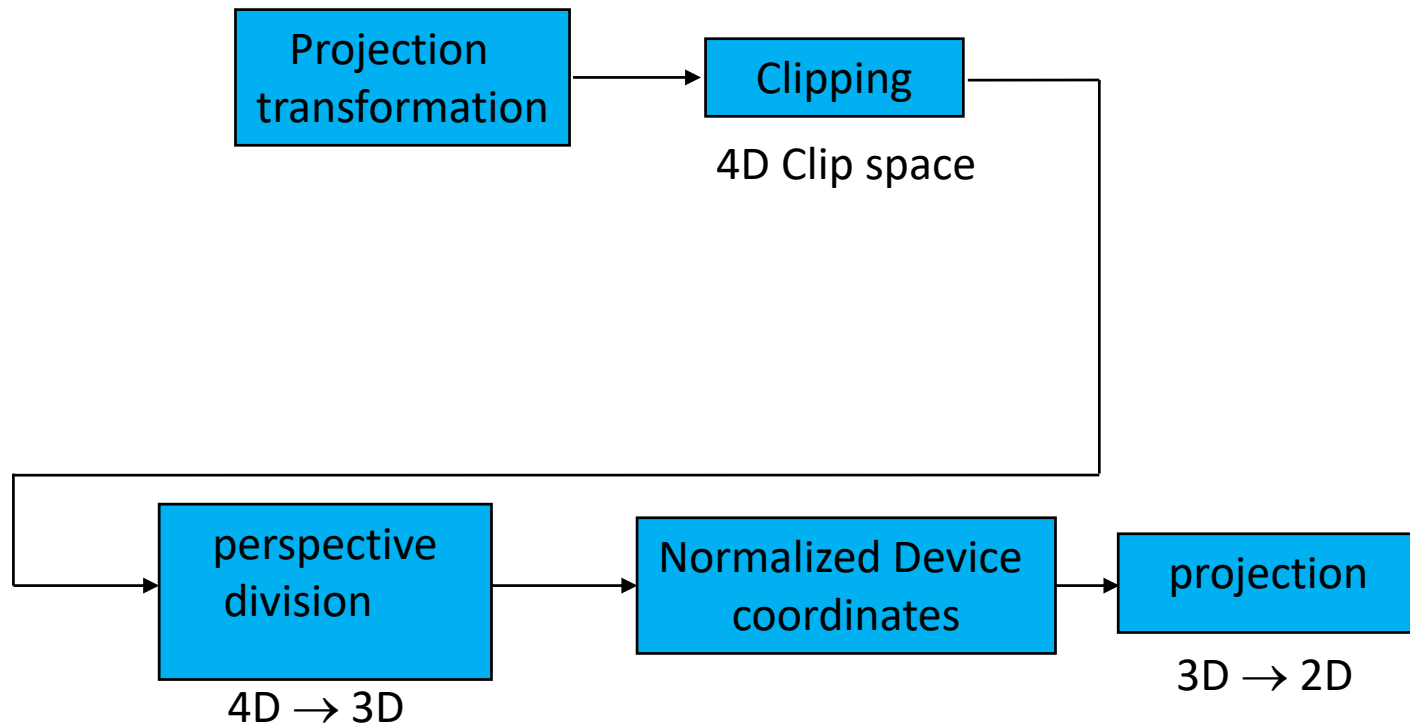 Projection
transformation
Clipping
4D Clip space
perspective
division
4D → 3D
Normalized Device
coordinates
projection
3D → 2D